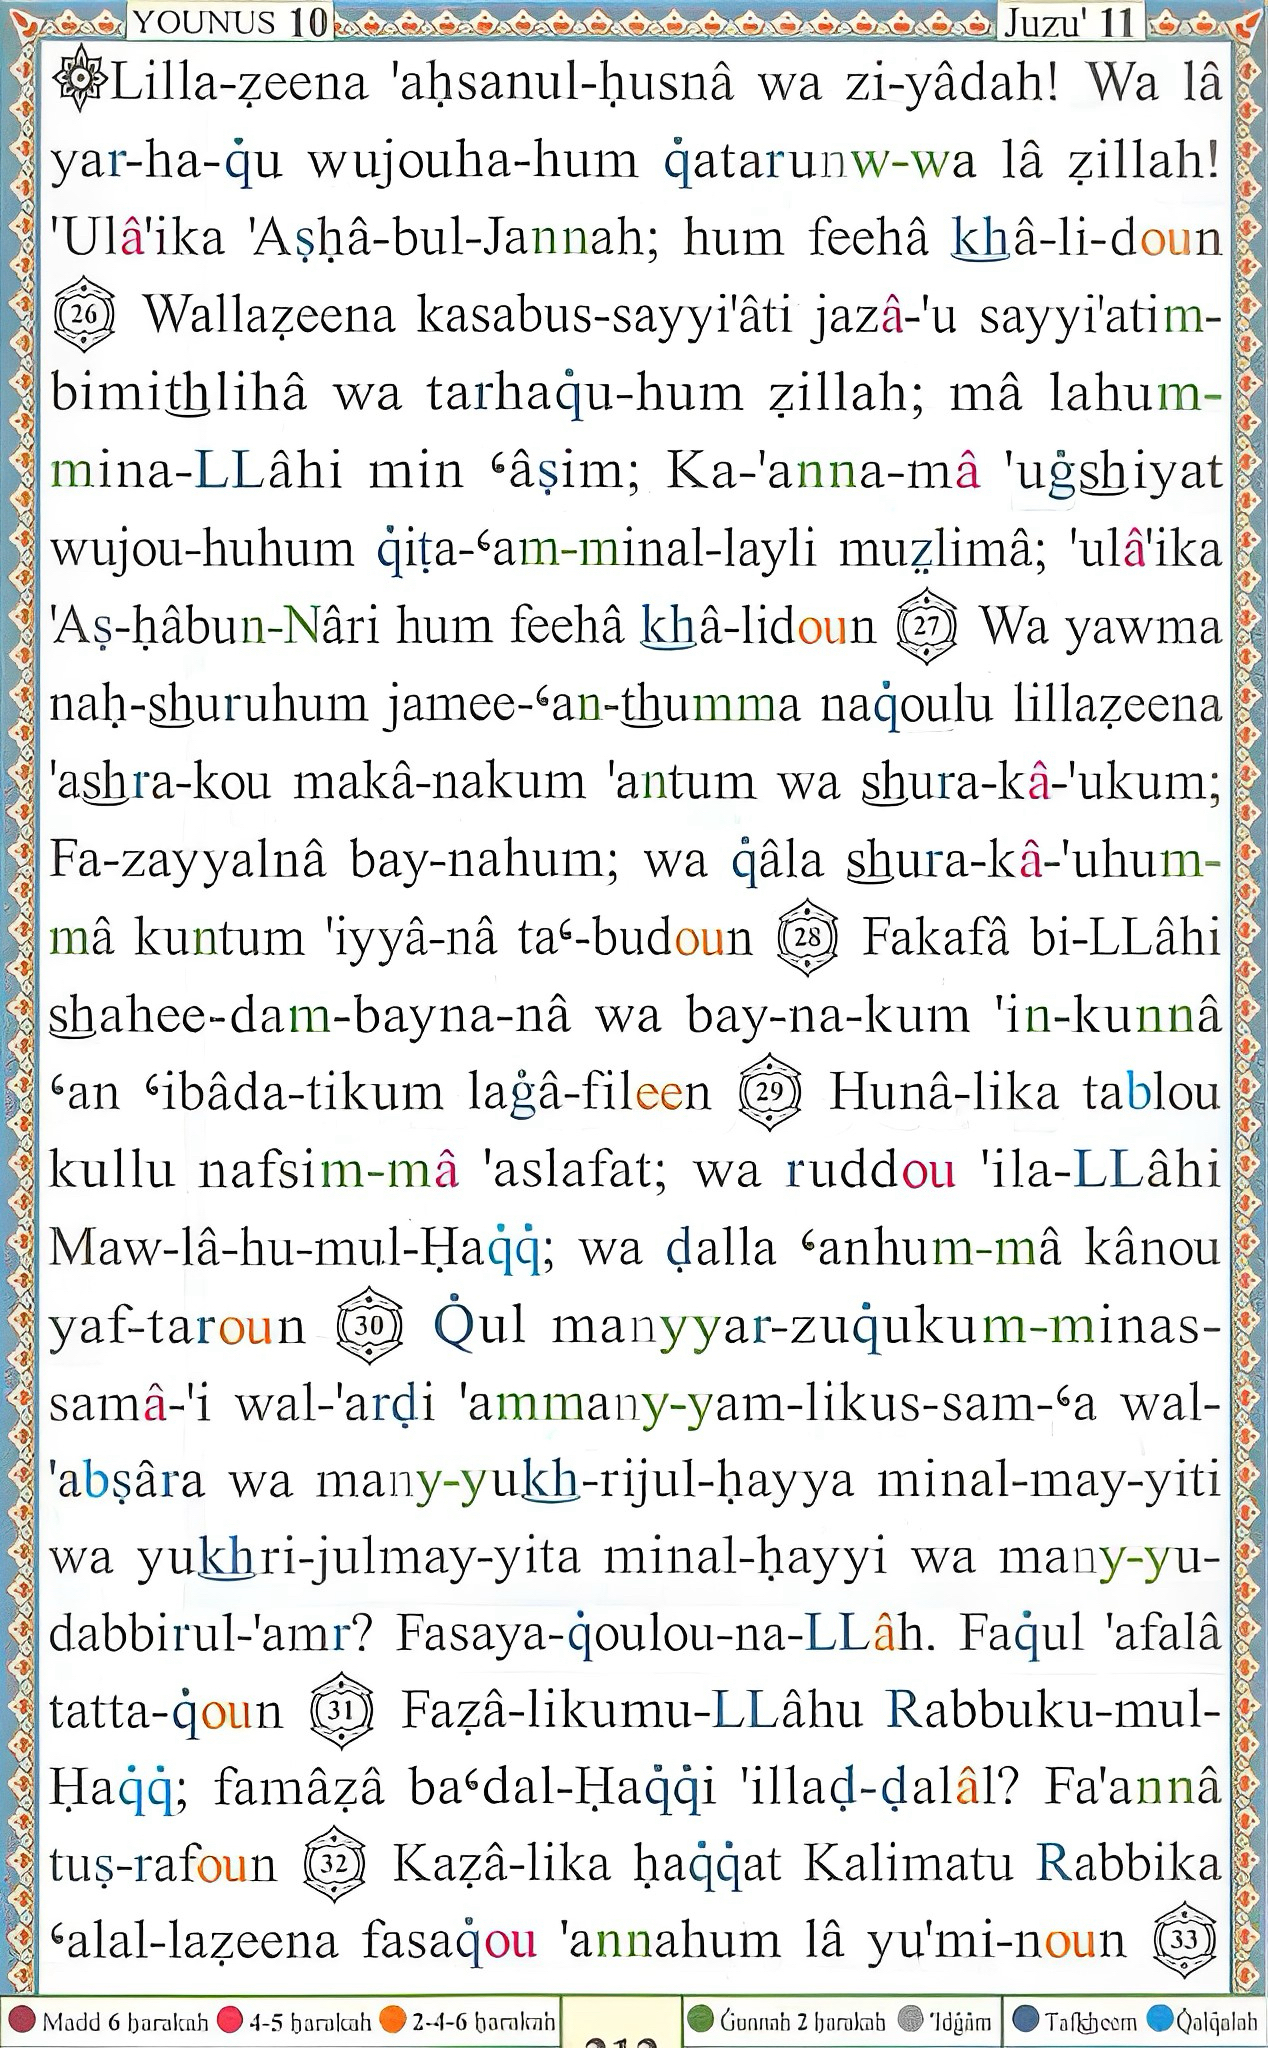 YOUNUS 10 Juzu' 11
Lilla-ẓeena 'aḥsanul-ḥusnâ wa zi-yâdah! Wa lâ
yar-ha-q̇u wujouha-hum q̇atarunw-wa lâ ẓillah!
'Ulâ'ika 'Aṣḥâ-bul-Jannah; hum feehâ khâ-li-doun
26 Wallaẓeena kasabus-sayyi'âti jazâ-'u sayyi'atim-
bimithlihâ wa tarhaq̇u-hum ẓillah; mâ lahum-
mina-LLâhi min ʿâṣim; Ka-'anna-mâ 'uġshiyat
wujou-huhum q̇iṭa-ʿam-minal-layli muẓ̤limâ; 'ulâ'ika
'Aṣ-ḥâbun-Nâri hum feehâ khâ-lidoun 27 Wa yawma
naḥ-shuruhum jamee-ʿan-thumma naq̇oulu lillaẓeena
'ashra-kou makâ-nakum 'antum wa shura-kâ-'ukum;
Fa-zayyalnâ bay-nahum; wa q̇âla shura-kâ-'uhum-
mâ kuntum 'iyyâ-nâ taʿ-budoun 28 Fakafâ bi-LLâhi
shahee-dam-bayna-nâ wa bay-na-kum 'in-kunnâ
ʿan ʿibâda-tikum laġâ-fileen 29 Hunâ-lika tablou
kullu nafsim-mâ 'aslafat; wa ruddou 'ila-LLâhi
Maw-lâ-hu-mul-Ḥaq̇q̇; wa ḍalla ʿanhum-mâ kânou
yaf-taroun 30 Q̇ul manyyar-zuq̇ukum-minas-
samâ-'i wal-'arḍi 'ammany-yam-likus-sam-ʿa wal-
'abṣâra wa many-yukh-rijul-ḥayya minal-may-yiti
wa yukhri-julmay-yita minal-ḥayyi wa many-yu-
dabbirul-'amr? Fasaya-q̇oulou-na-LLâh. Faq̇ul 'afalâ
tatta-q̇oun 31 Faẓâ-likumu-LLâhu Rabbuku-mul-
Ḥaq̇q̇; famâẓâ baʿdal-Ḥaq̇q̇i 'illaḍ-ḍalâl? Fa'annâ
tuṣ-rafoun 32 Kaẓâ-lika ḥaq̇q̇at Kalimatu Rabbika
ʿalal-laẓeena fasaq̇ou 'annahum lâ yu'mi-noun 33
Madd 6 ḥarakah 4-5 ḥarakah 2-4-6 ḥarakah Ġunnah 2 ḥarakah 'Idġâm Tafkheem Q̇alq̇alah